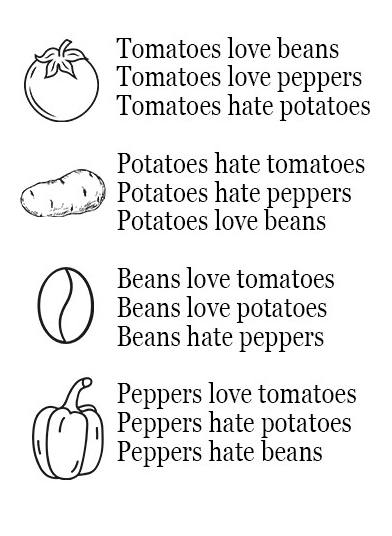 Tomatoes love beans
Tomatoes love peppers
Tomatoes hate potatoes
Potatoes hate tomatoes
Potatoes hate peppers
Potatoes love beans
Beans love tomatoes
Beans love potatoes
Beans hate peppers
Peppers love tomatoes
Peppers hate potatoes
Peppers hate beans